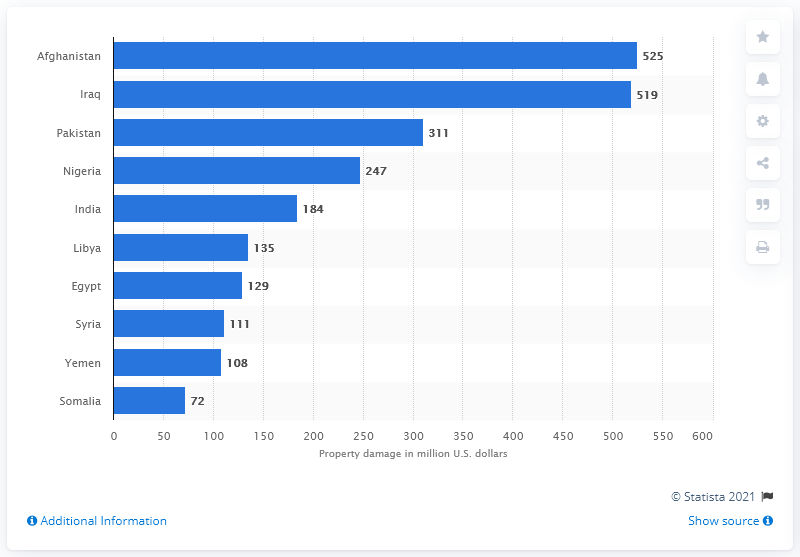 Afghanistan 525
Iraq 519
Pakistan 311
Nigeria 247
India 184
Libya 135
Egypt 129
Syria 111
Yemen 108
Somalia 72
0 50 100 150 200 250 300 350 400 450 500 550 600
Property damage in million U.S. dollars
© Statista 2021
Additional Information Show source